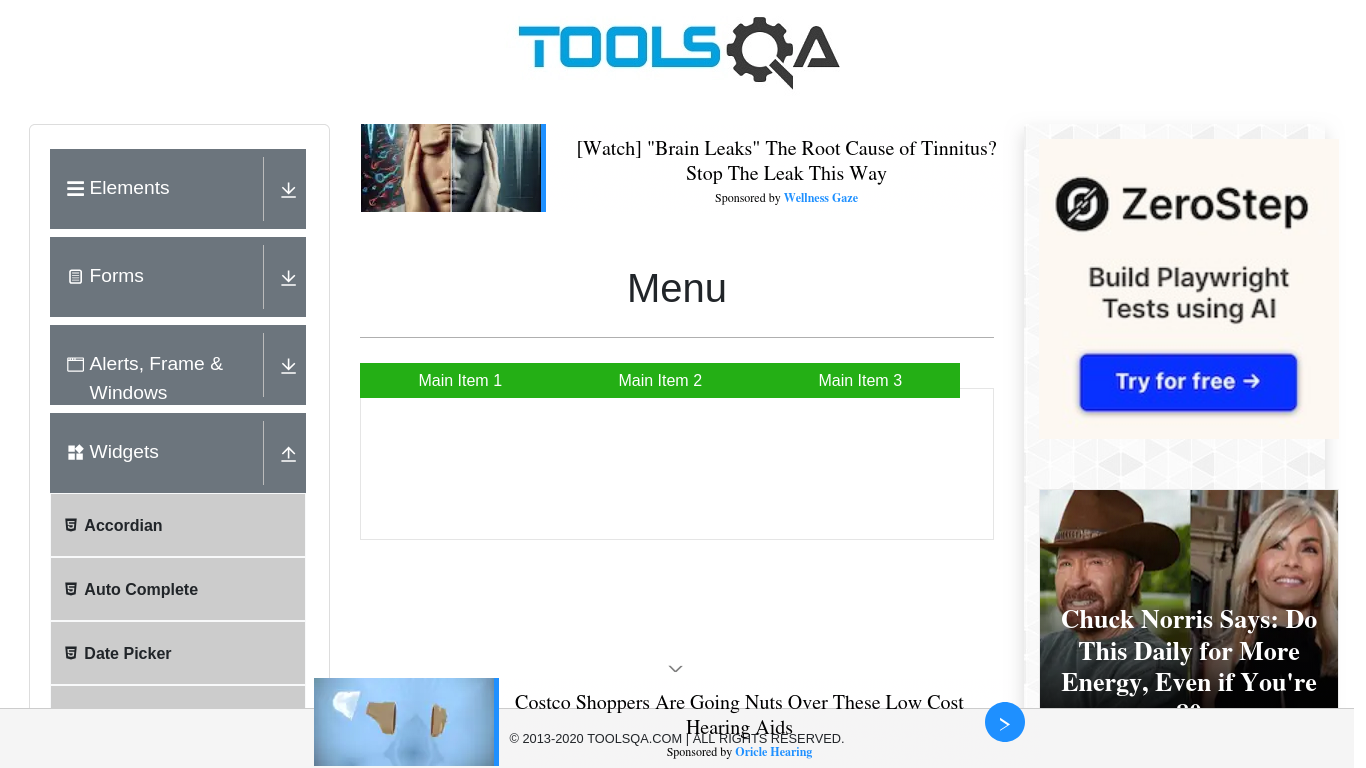 TOOLSQA
Elements
Forms
Alerts, Frame &
Windows
Widgets
Accordian
Auto Complete
Date Picker
[Watch] "Brain Leaks" The Root Cause of Tinnitus?
Stop The Leak This Way
Sponsored by Wellness Gaze
Menu
Main Item 1
Main Item 2
Main Item 3
ZeroStep
Build Playwright
Tests using AI
Try for free →
Chuck Norris Says: Do
This Daily for More
Energy, Even if You're
Costco Shoppers Are Going Nuts Over These Low Cost
Hearing Aids
© 2013-2020 TOOLSQA.COM | ALL RIGHTS RESERVED.
Sponsored by Oricle Hearing